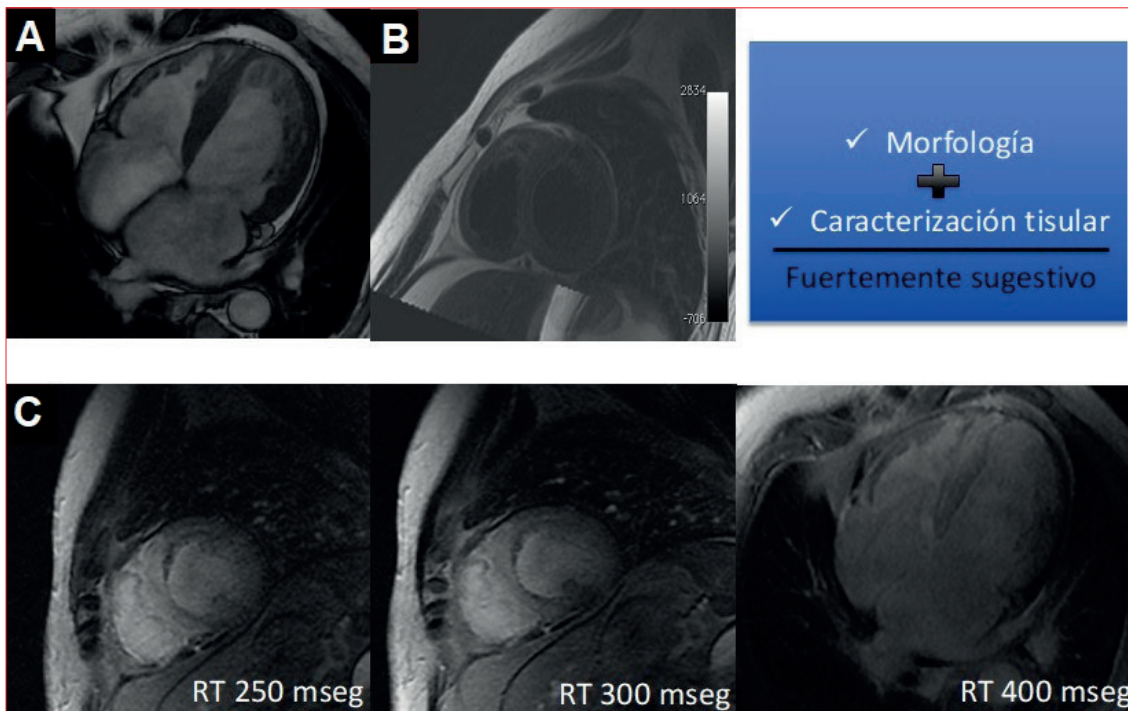 A
B
2834
1064
-706
✓ Morfología
✓ Caracterización tisular
Fuertemente sugestivo
C
RT 250 mseg
RT 300 mseg
RT 400 mseg